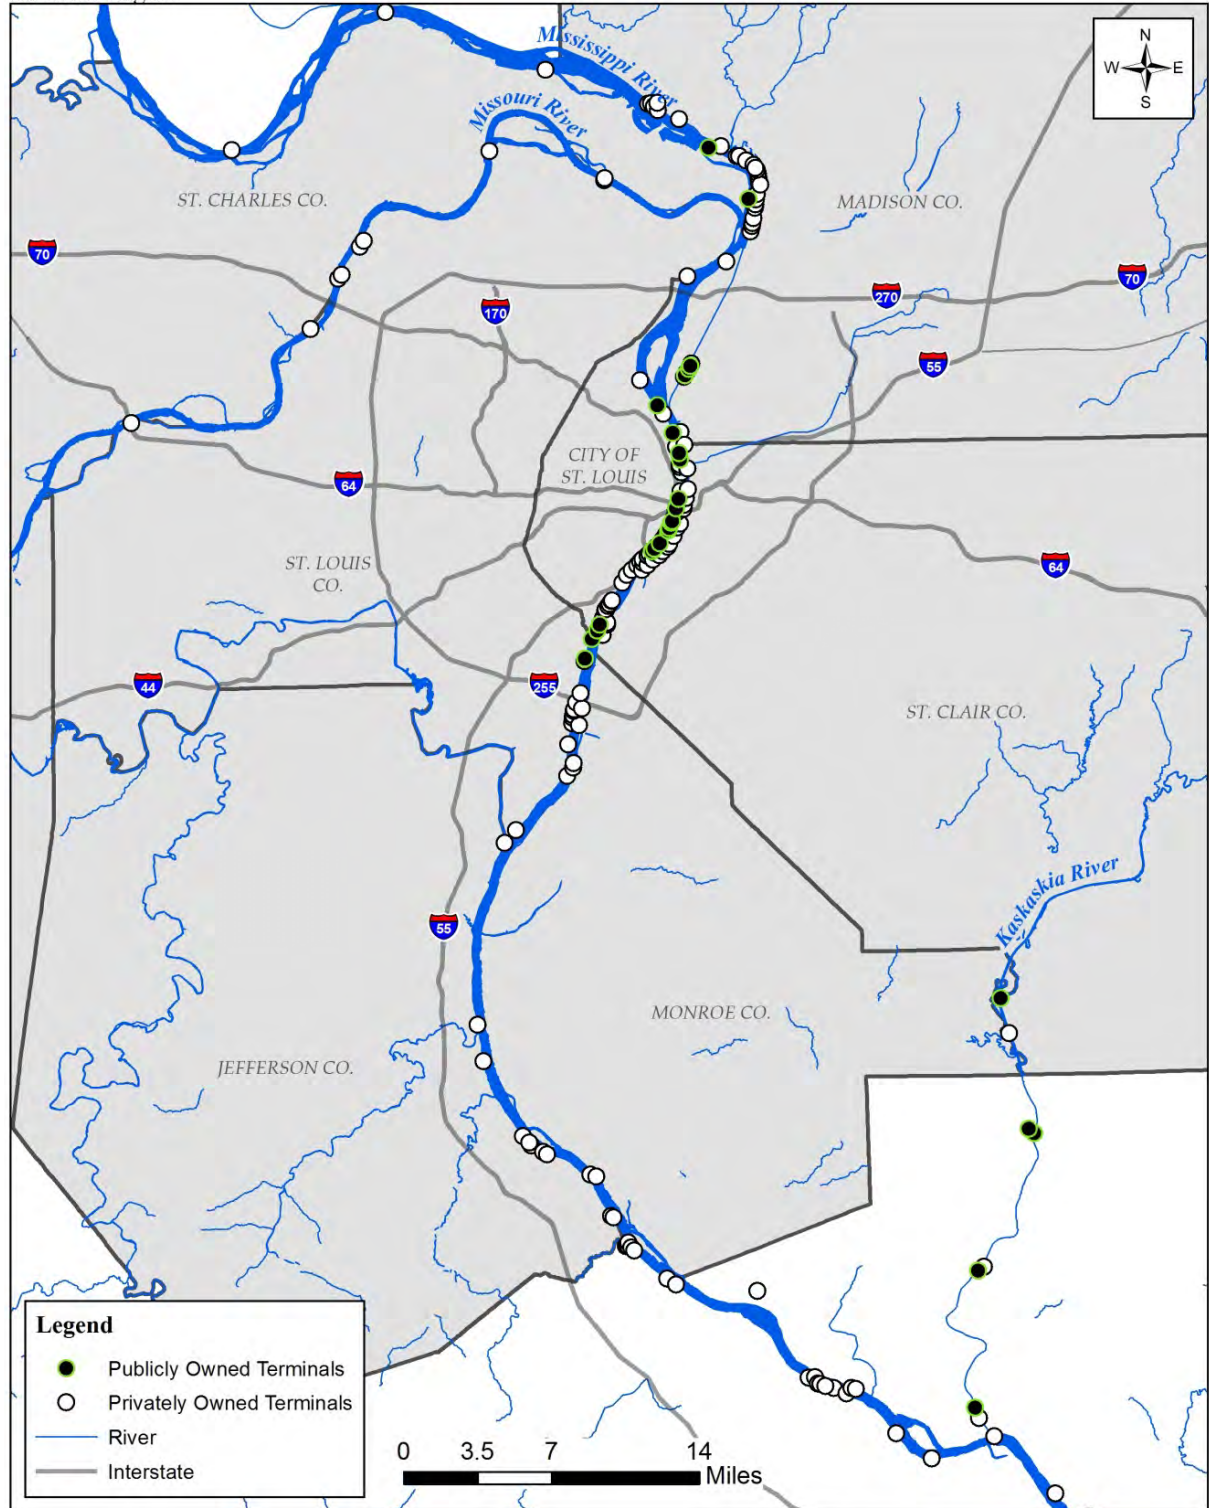 N
W E
S
Mississippi River
Missouri River
ST. CHARLES CO.
MADISON CO.
70
70
270
170
55
CITY OF
ST. LOUIS
64
ST. LOUIS
CO.
64
44
255
ST. CLAIR CO.
Kaskaskia River
55
MONROE CO.
JEFFERSON CO.
Legend
Publicly Owned Terminals
Privately Owned Terminals
River
Interstate
0 3.5 7 14
Miles